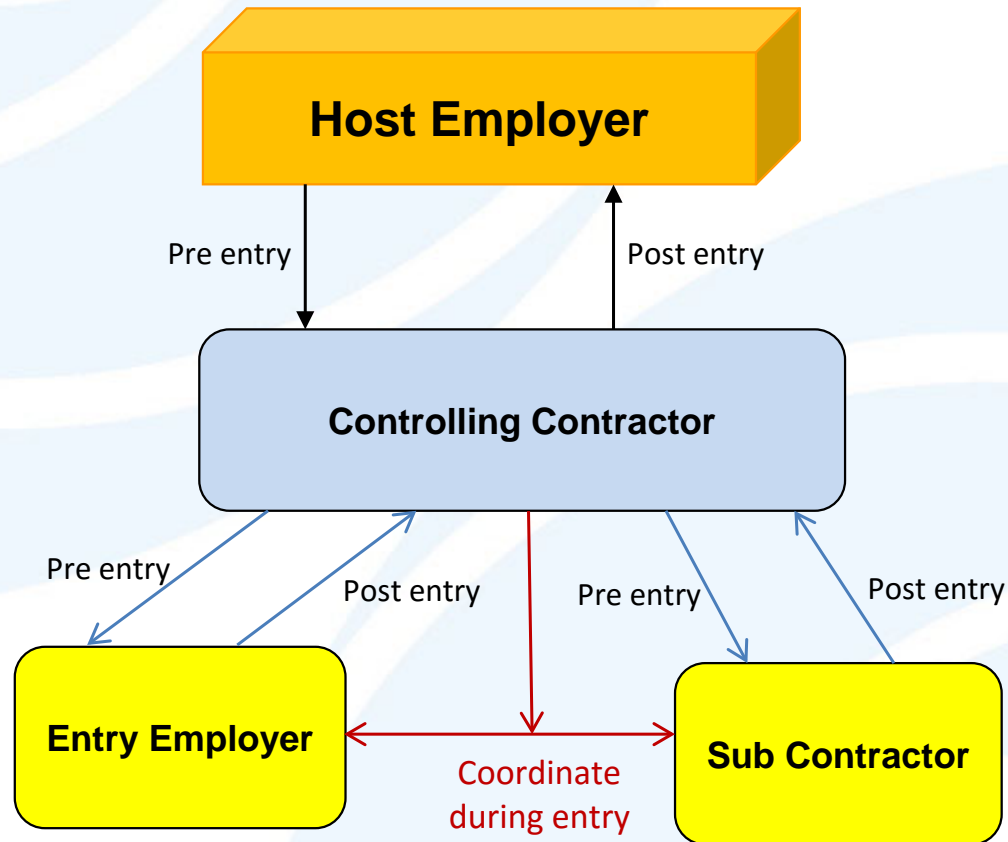 Host Employer
Pre entry
Post entry
Controlling Contractor
Pre entry
Post entry
Pre entry
Post entry
Entry Employer
Sub Contractor
Coordinate
during entry